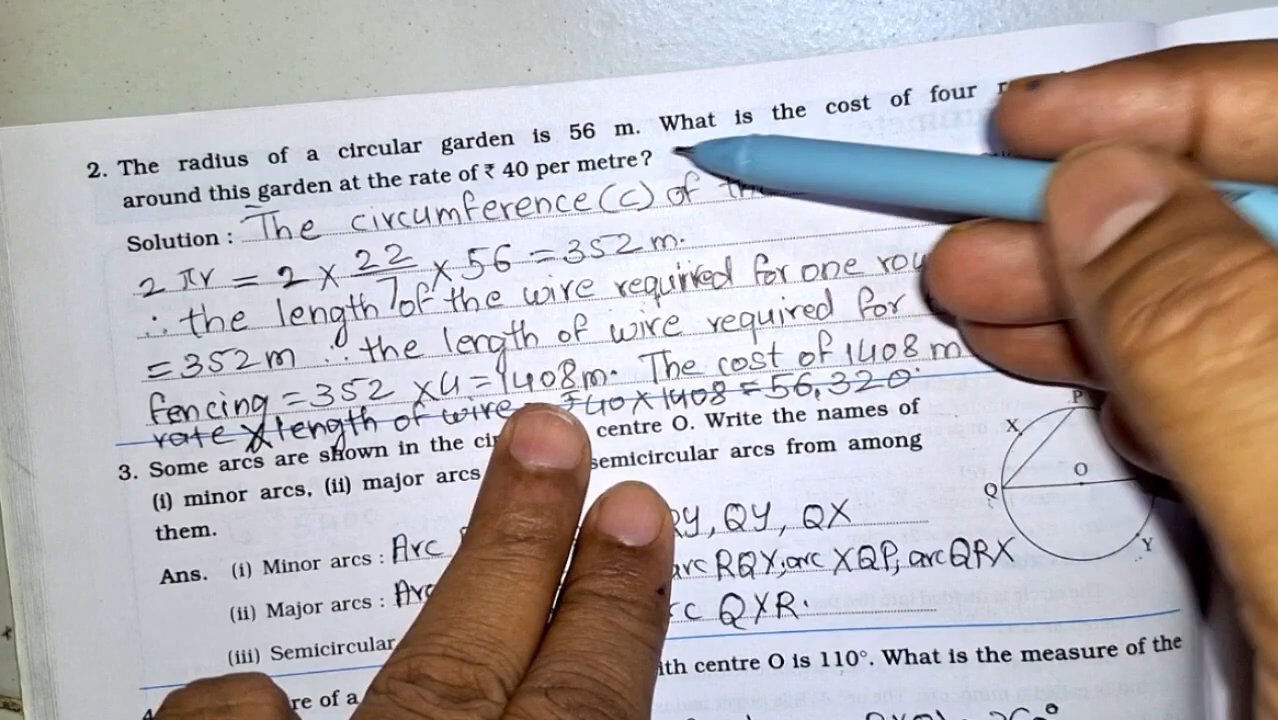 2. The radius of a circular garden is 56 m. What is the cost of four
around this garden at the rate of ₹ 40 per metre?
Solution : The circumference (c) of
2 πr = 2 × 22/7 × 56 = 352 m.
∴ the length of the wire required for one
= 352 m ∴ the length of wire required for
fencing = 352 × 4 = 1408 m. The cost of 1408 m
rate × length of wire = 40 × 1408 = 56,320.
3. Some arcs are shown in the centre O. Write the names of
(i) minor arcs, (ii) major arcs semicircular arcs from among
them.
P
X
O
Q
Y
Ans. (i) Minor arcs : Arc RY, QY, QX
(ii) Major arcs : Arc arc RQY, arc XQP, arc QRX
(iii) Semicircular QYR.
re of a ith centre O is 110°. What is the measure of the